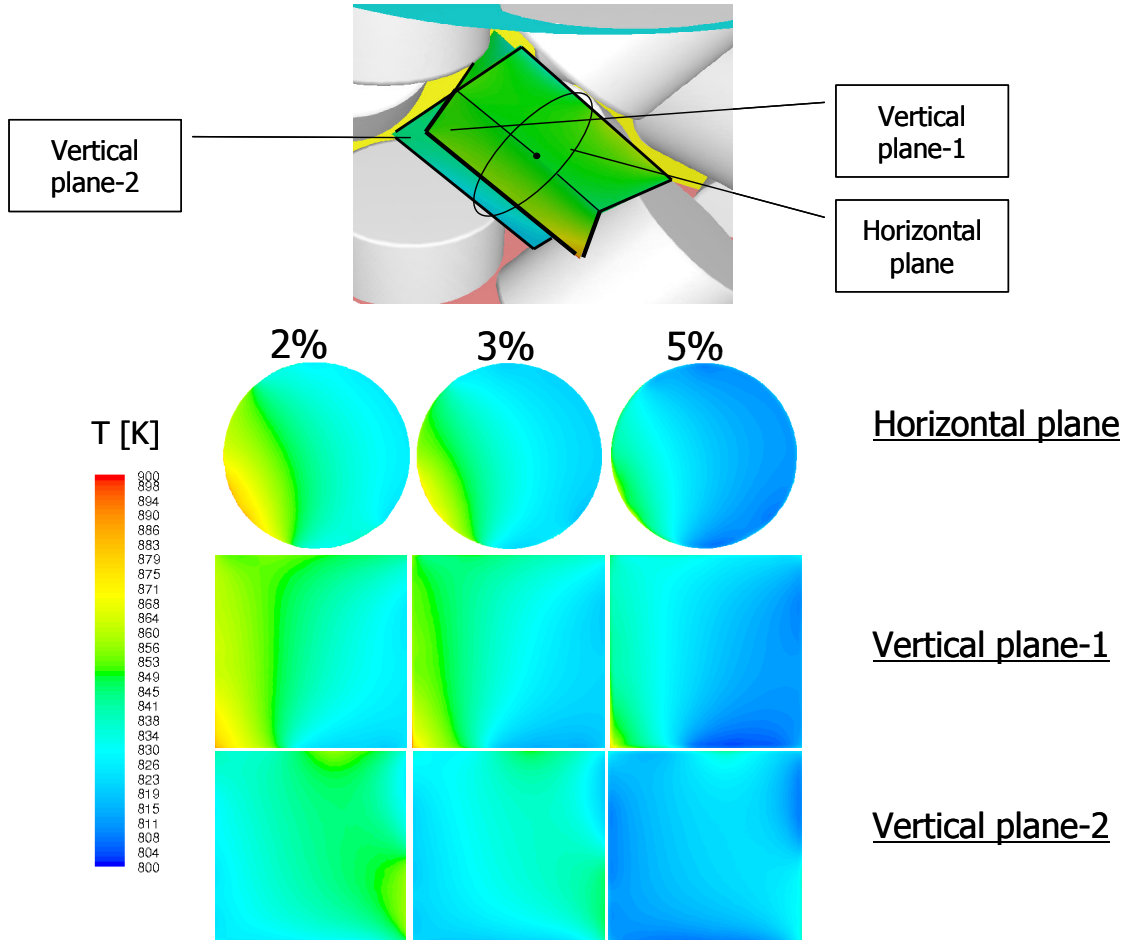 Vertical
plane-1
Vertical
plane-2
Horizontal
plane
2% 3% 5%
Horizontal plane
T [K]
900
898
894
890
886
883
879
875
871
868
864
860
856
853
849
845
841
838
834
830
826
823
819
815
811
808
804
800
Vertical plane-1
Vertical plane-2